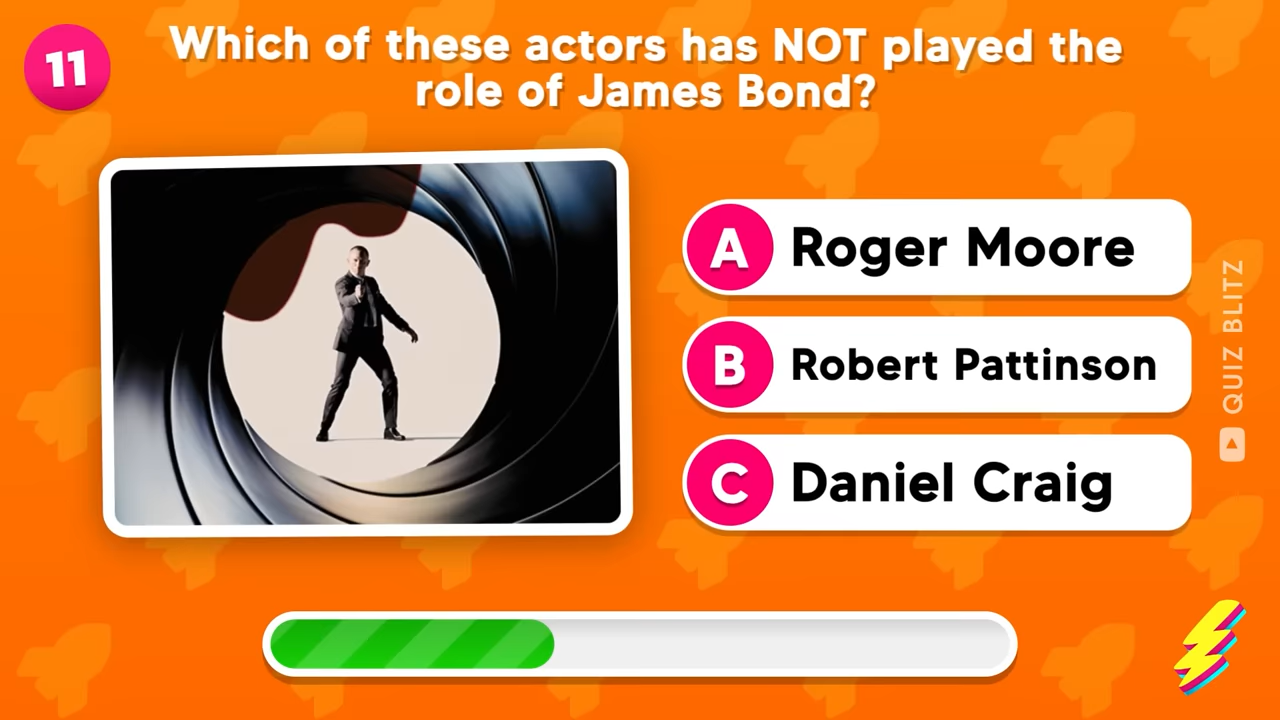 11
Which of these actors has NOT played the
role of James Bond?
A Roger Moore
B Robert Pattinson
C Daniel Craig
QUIZ BLITZ